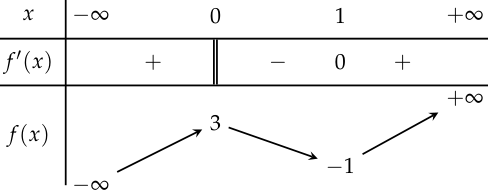 x −∞ 0 1 +∞
f′(x) + − 0 +
+∞
f(x) 3
−1
−∞